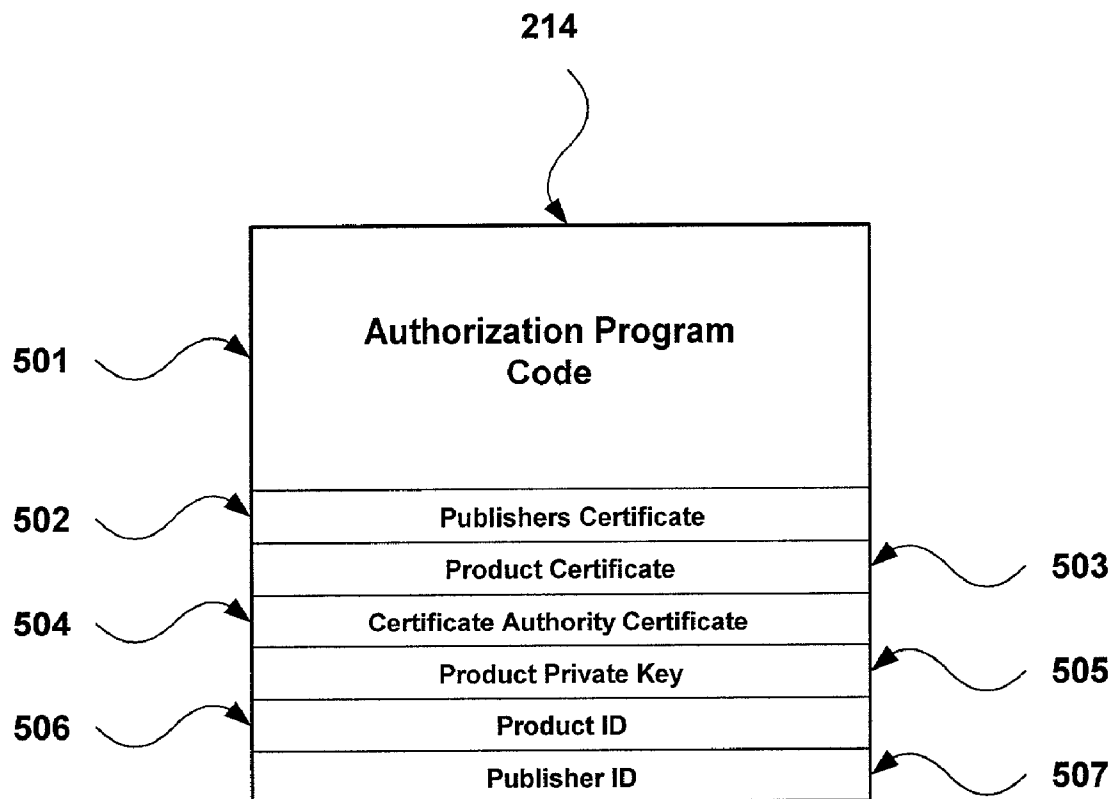 214
501
Authorization Program
Code
502
Publishers Certificate
Product Certificate
503
504
Certificate Authority Certificate
Product Private Key
505
506
Product ID
Publisher ID
507